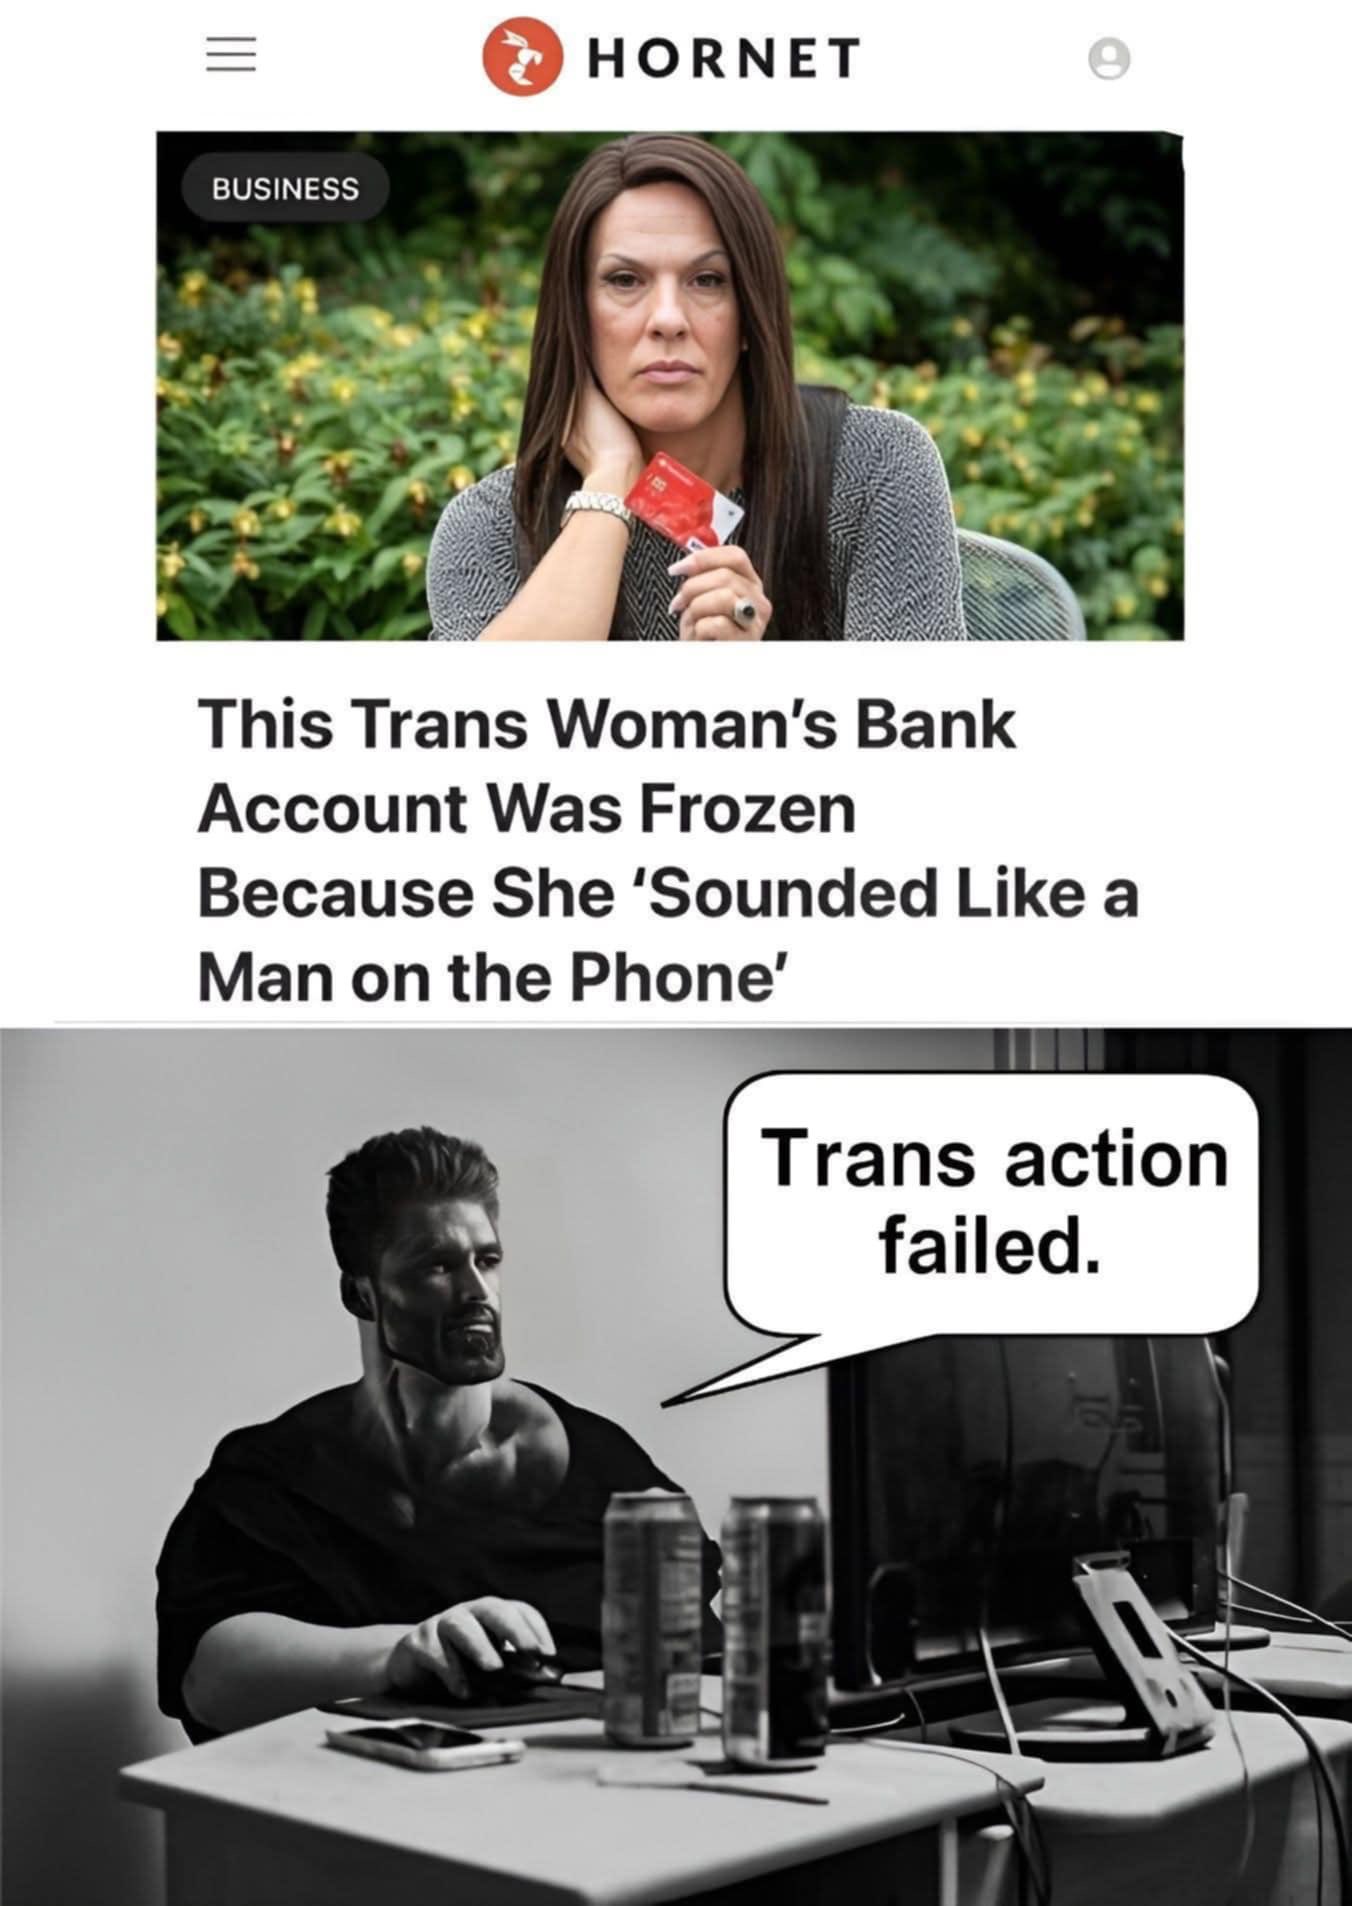 HORNET
BUSINESS
This Trans Woman’s Bank
Account Was Frozen
Because She ‘Sounded Like a
Man on the Phone’
Trans action
failed.